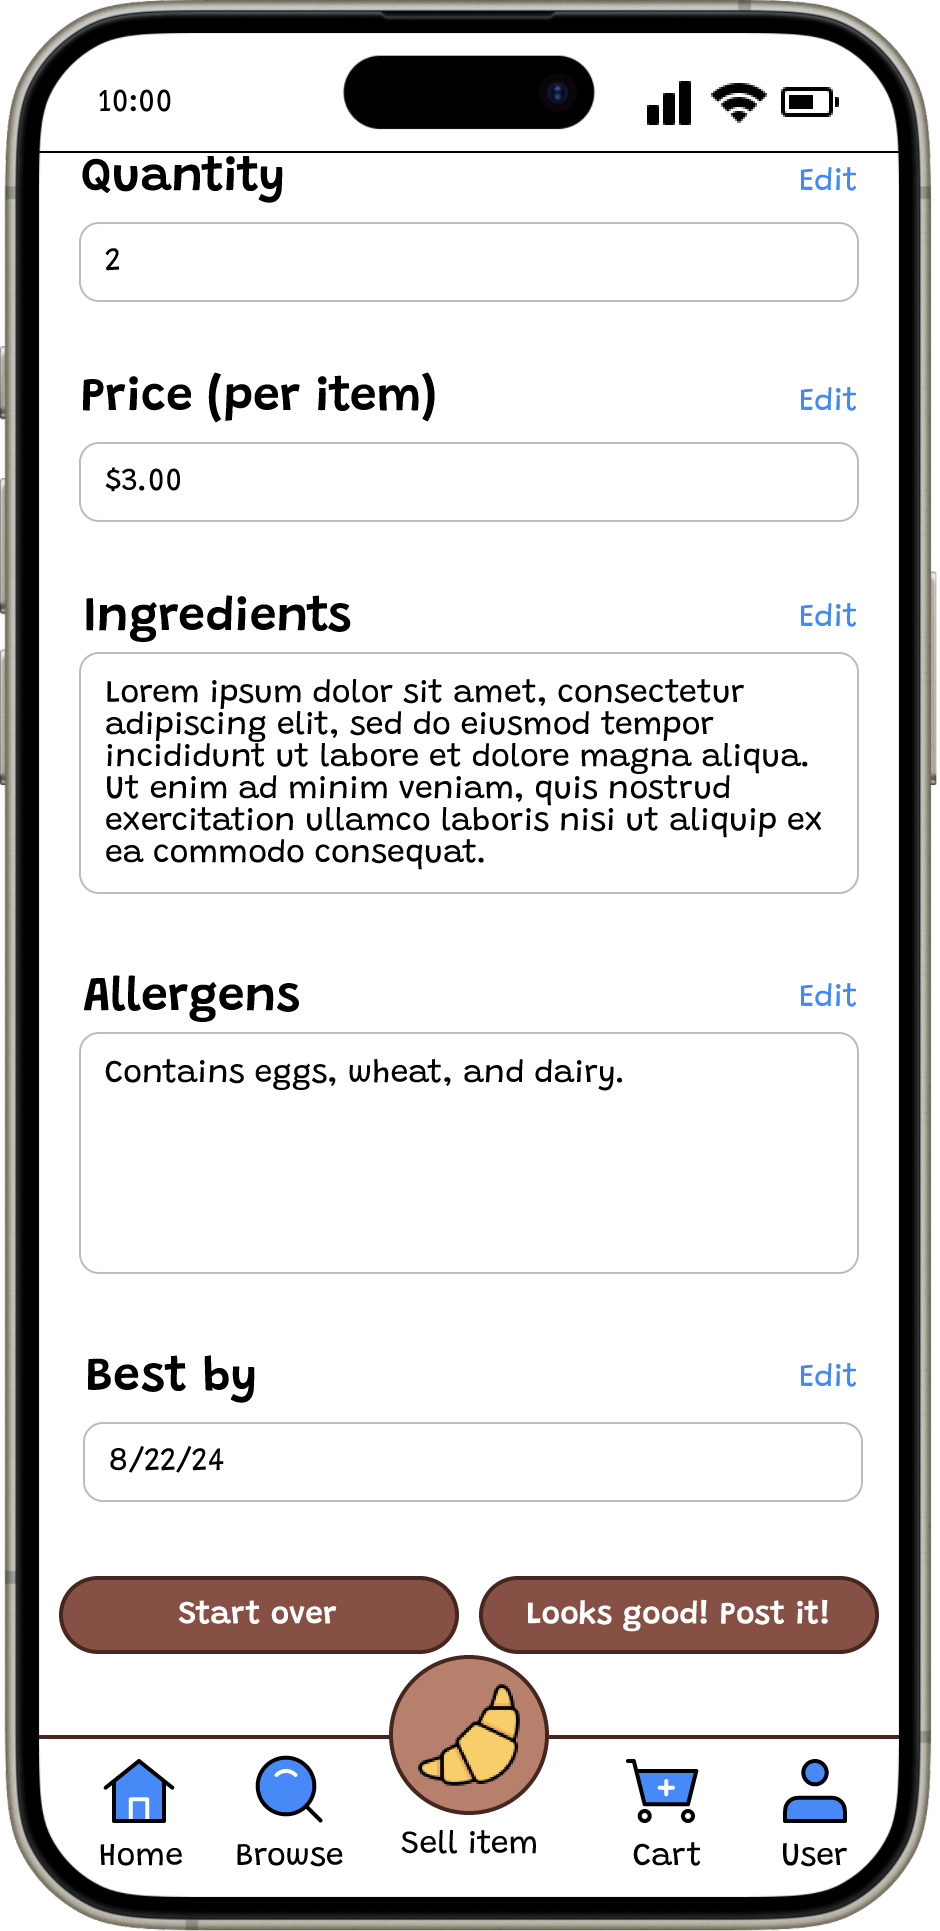 10:00
Quantity
Edit
2
Price (per item)
Edit
$3.00
Ingredients
Edit
Lorem ipsum dolor sit amet, consectetur
adipiscing elit, sed do eiusmod tempor
incididunt ut labore et dolore magna aliqua.
Ut enim ad minim veniam, quis nostrud
exercitation ullamco laboris nisi ut aliquip ex
ea commodo consequat.
Allergens
Edit
Contains eggs, wheat, and dairy.
Best by
Edit
8/22/24
Start over
Looks good! Post it!
Home
Browse
Sell item
Cart
User